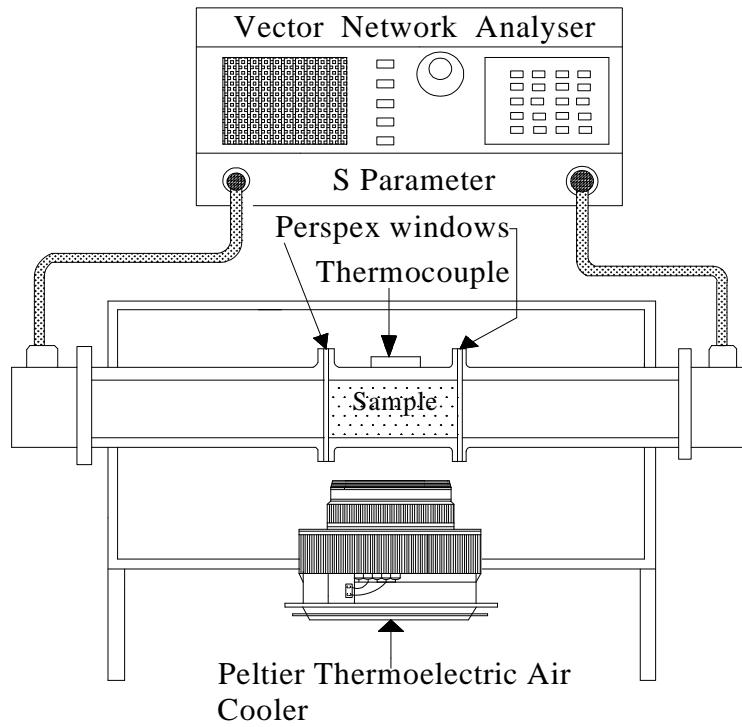 Vector Network Analyser
S Parameter
Perspex windows
Thermocouple
Sample
Peltier Thermoelectric Air
Cooler